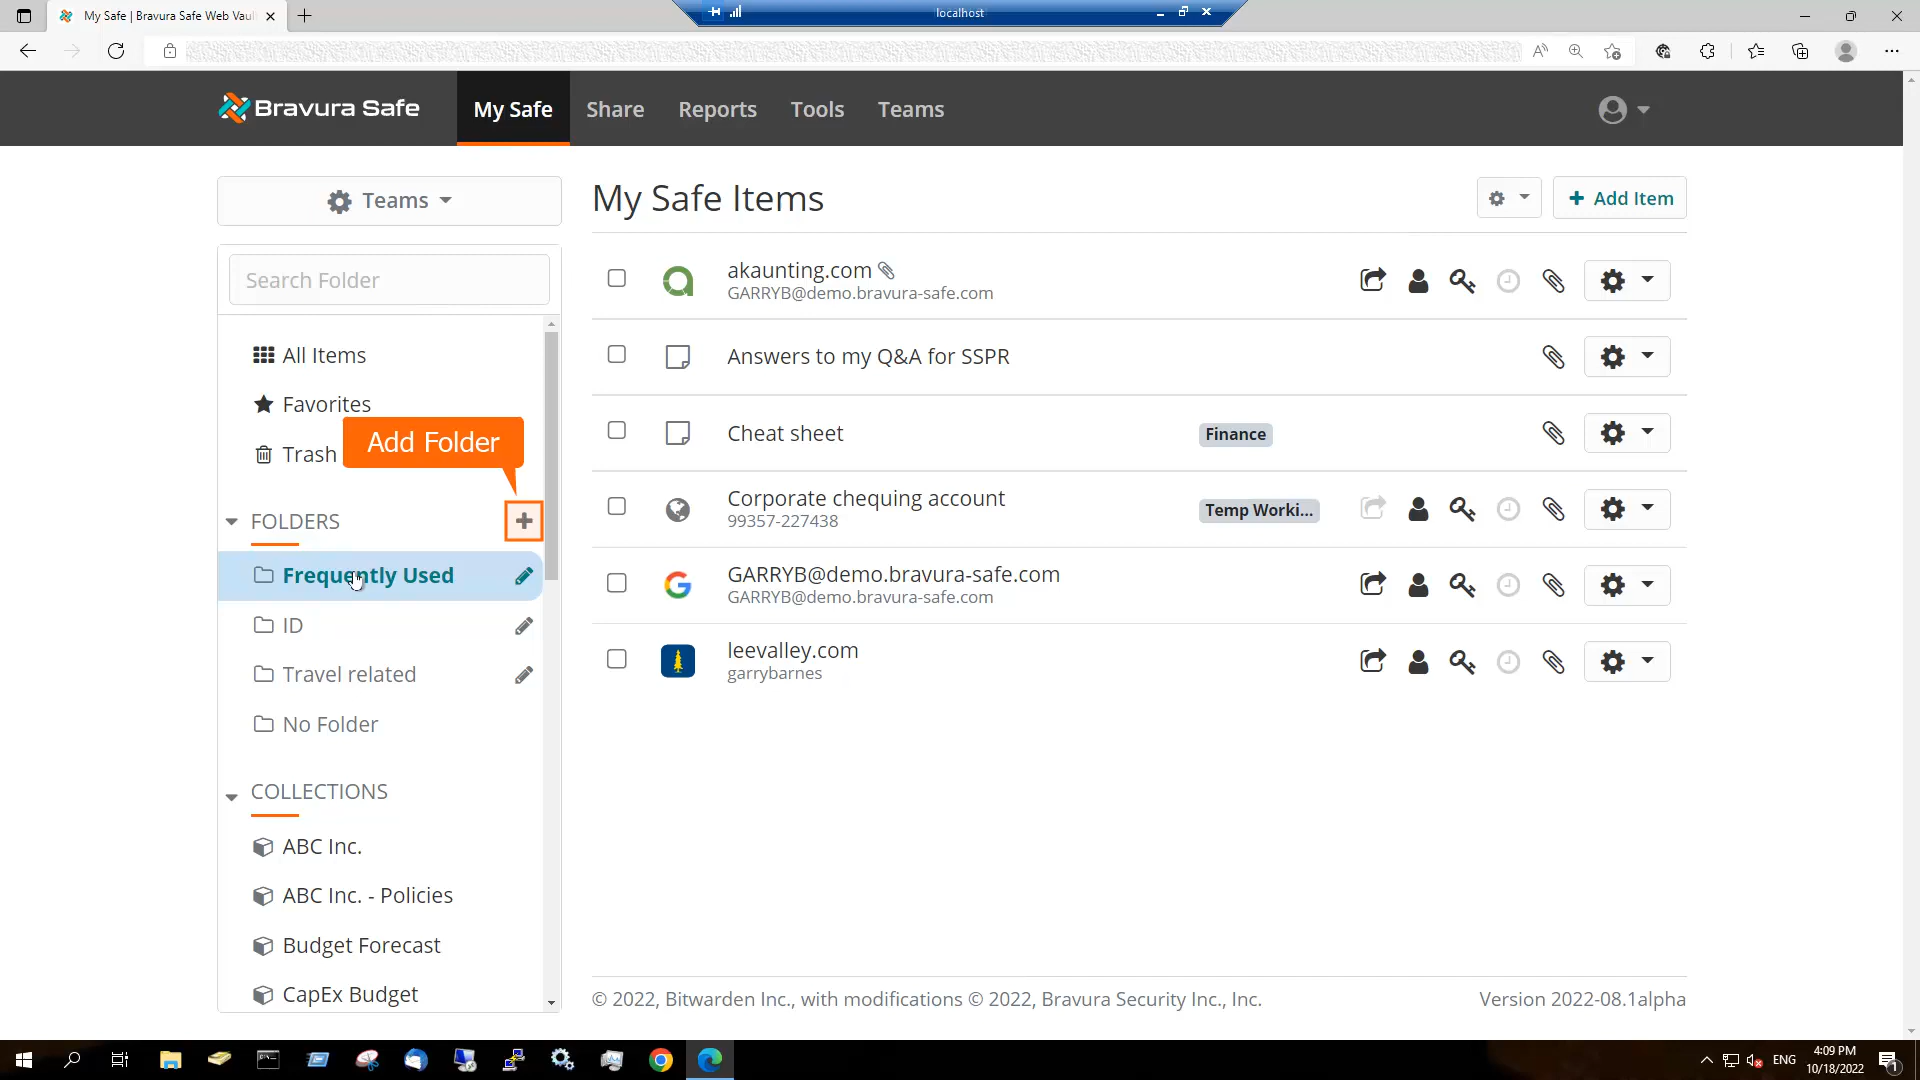 My Safe | Bravura Safe Web Vaul
localhost
Bravura Safe
My Safe
Share
Reports
Tools
Teams
Teams
My Safe Items
Add Item
Search Folder
All Items
Favorites
Trash
Add Folder
FOLDERS
Frequently Used
ID
Travel related
No Folder
COLLECTIONS
ABC Inc.
ABC Inc. - Policies
Budget Forecast
CapEx Budget
akaunting.com
GARRYB@demo.bravura-safe.com
Answers to my Q&A for SSPR
Cheat sheet
Finance
Corporate chequing account
99357-227438
Temp Worki...
GARRYB@demo.bravura-safe.com
GARRYB@demo.bravura-safe.com
leevalley.com
garrybarnes
© 2022, Bitwarden Inc., with modifications © 2022, Bravura Security Inc., Inc.
Version 2022-08.1alpha
ENG
4:09 PM
10/18/2022
1